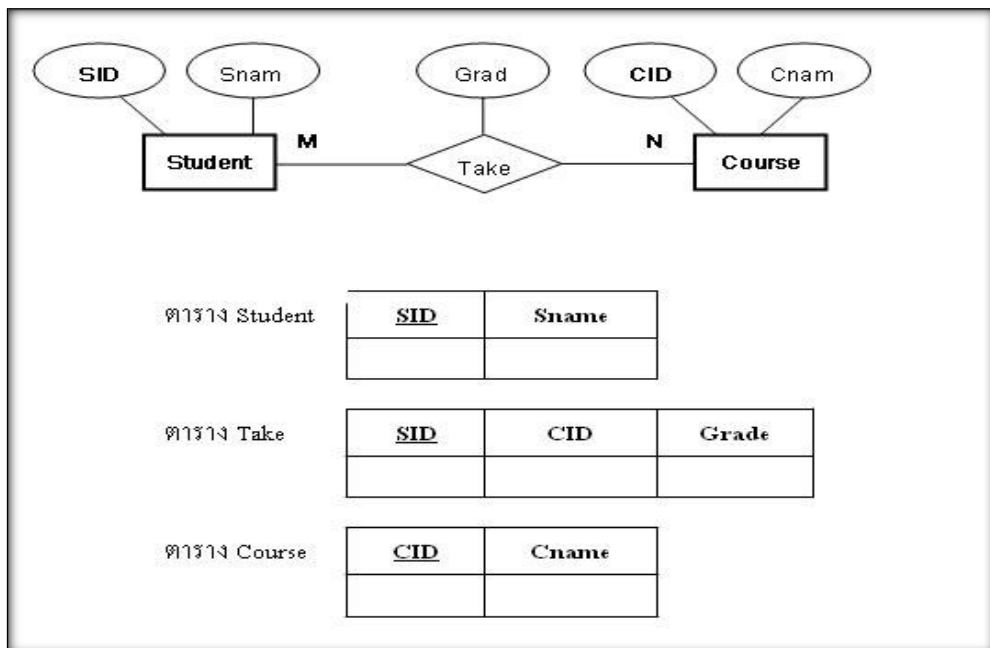 SID Snam Grad CID Cnam
Student M Take N Course
ตาราง Student SID Sname
ตาราง Take SID CID Grade
ตาราง Course CID Cname